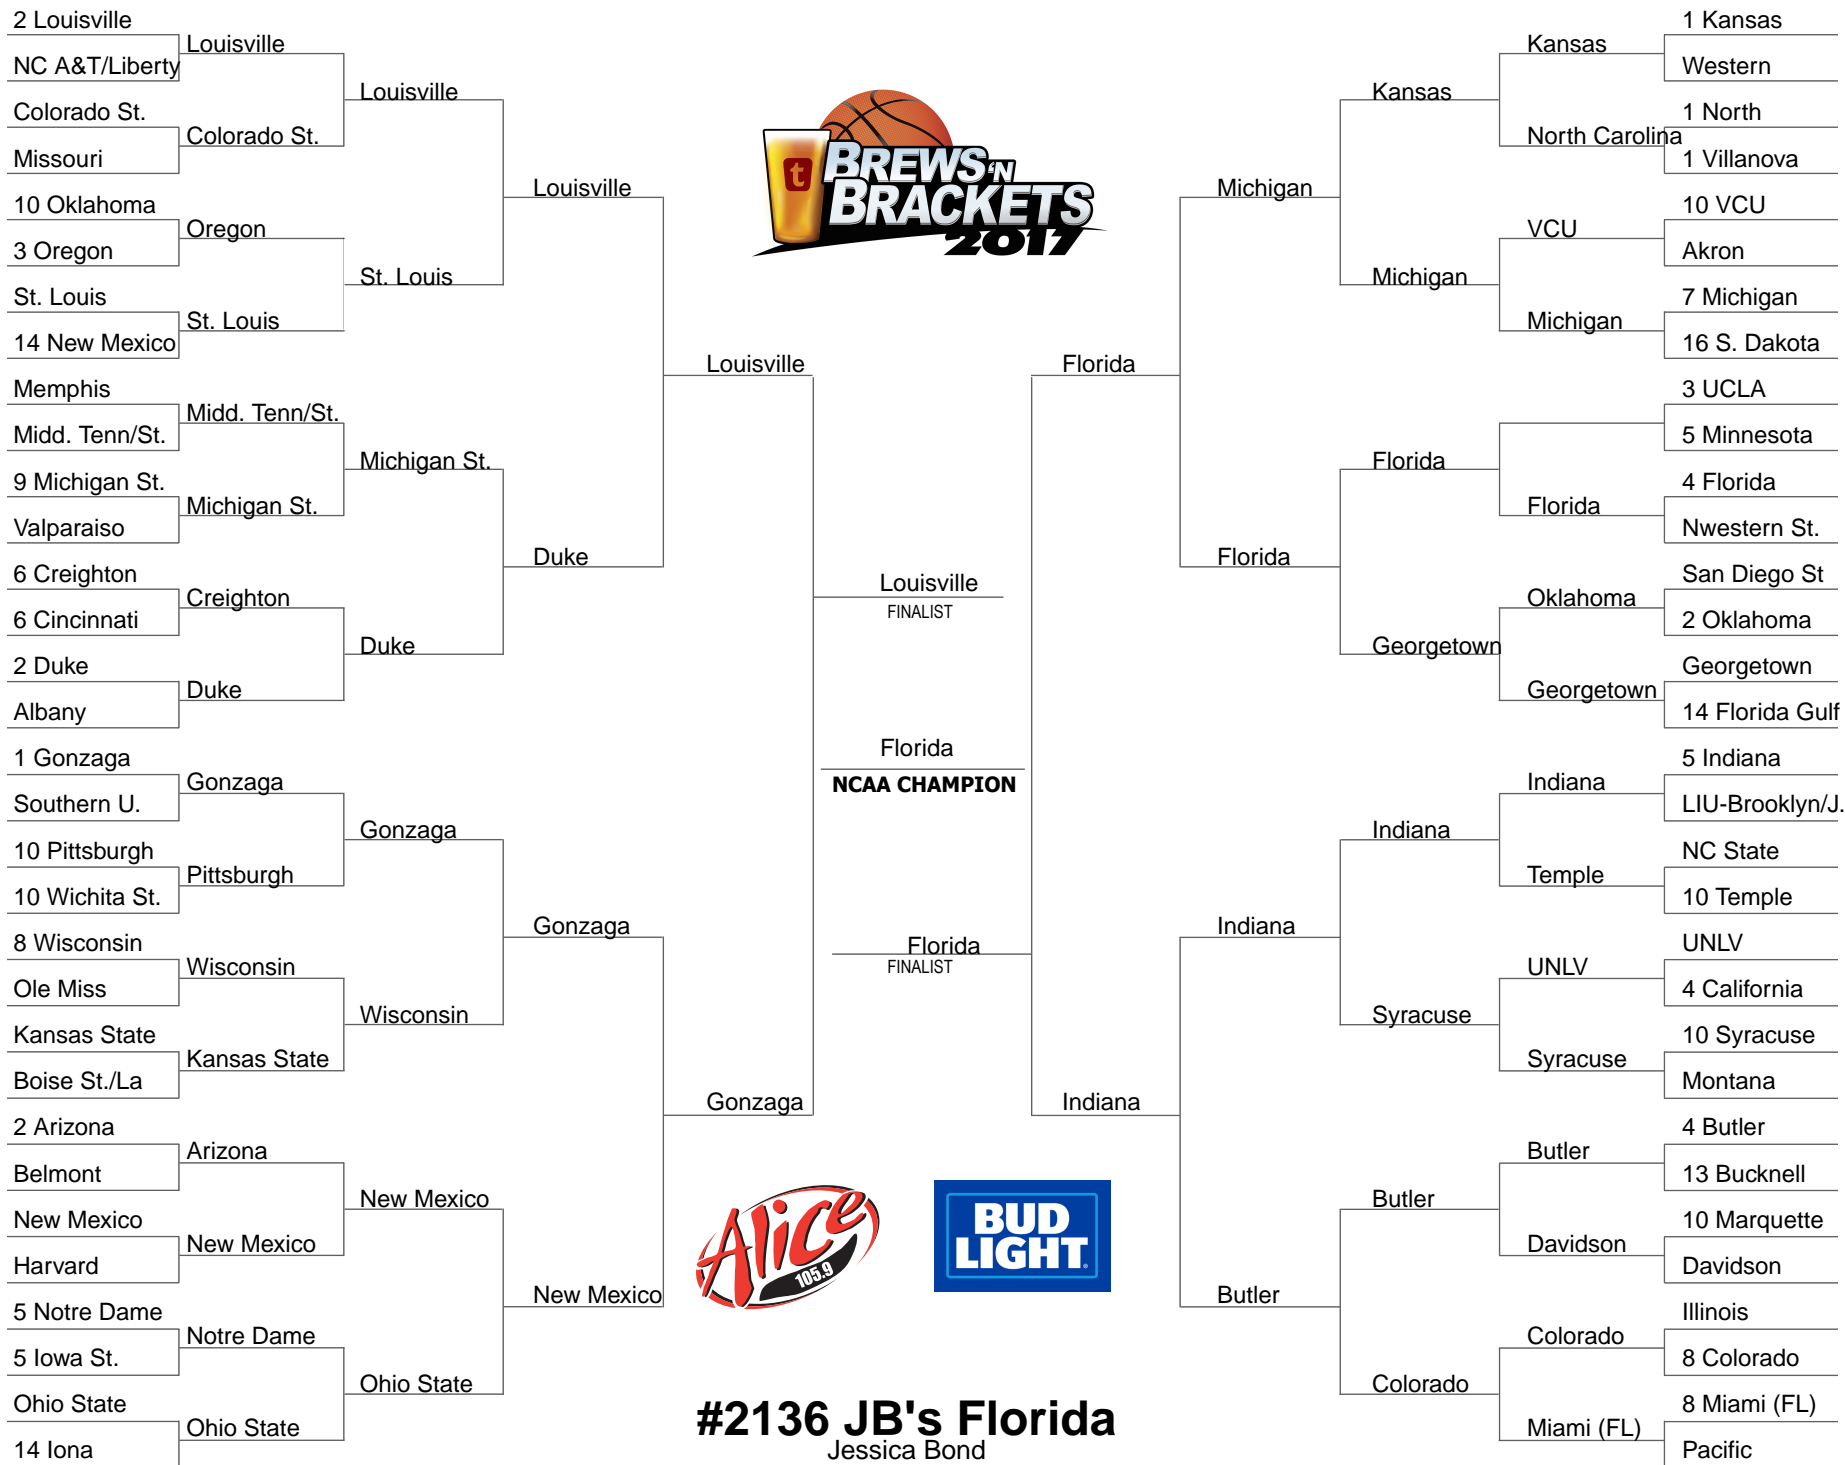 2 Louisville
NC A&T/Liberty
Colorado St.
Missouri
10 Oklahoma
3 Oregon
St. Louis
14 New Mexico
Memphis
Midd. Tenn/St.
9 Michigan St.
Valparaiso
6 Creighton
6 Cincinnati
2 Duke
Albany
1 Gonzaga
Southern U.
10 Pittsburgh
10 Wichita St.
8 Wisconsin
Ole Miss
Kansas State
Boise St./La
2 Arizona
Belmont
New Mexico
Harvard
5 Notre Dame
5 Iowa St.
Ohio State
14 Iona
Louisville
Colorado St.
Oregon
St. Louis
Midd. Tenn/St.
Michigan St.
Creighton
Duke
Gonzaga
Pittsburgh
Wisconsin
Kansas State
Arizona
New Mexico
Notre Dame
Ohio State
Louisville
St. Louis
Michigan St.
Duke
Gonzaga
Wisconsin
New Mexico
Ohio State
Louisville
Duke
Gonzaga
New Mexico
Louisville
Gonzaga
t
BREWS'N
BRACKETS
2017
Louisville
FINALIST
Florida
NCAA CHAMPION
Florida
FINALIST
Alice
105.9
BUD
LIGHT
#2136 JB's Florida
Jessica Bond
Florida
Indiana
Michigan
Florida
Indiana
Butler
Kansas
Michigan
Florida
Georgetown
Indiana
Syracuse
Butler
Colorado
Kansas
North Carolina
VCU
Michigan
Florida
Oklahoma
Georgetown
Indiana
Temple
UNLV
Syracuse
Butler
Davidson
Colorado
Miami (FL)
1 Kansas
Western
1 North
1 Villanova
10 VCU
Akron
7 Michigan
16 S. Dakota
3 UCLA
5 Minnesota
4 Florida
Nwestern St.
San Diego St
2 Oklahoma
Georgetown
14 Florida Gulf
5 Indiana
LIU-Brooklyn/J.
NC State
10 Temple
UNLV
4 California
10 Syracuse
Montana
4 Butler
13 Bucknell
10 Marquette
Davidson
Illinois
8 Colorado
8 Miami (FL)
Pacific